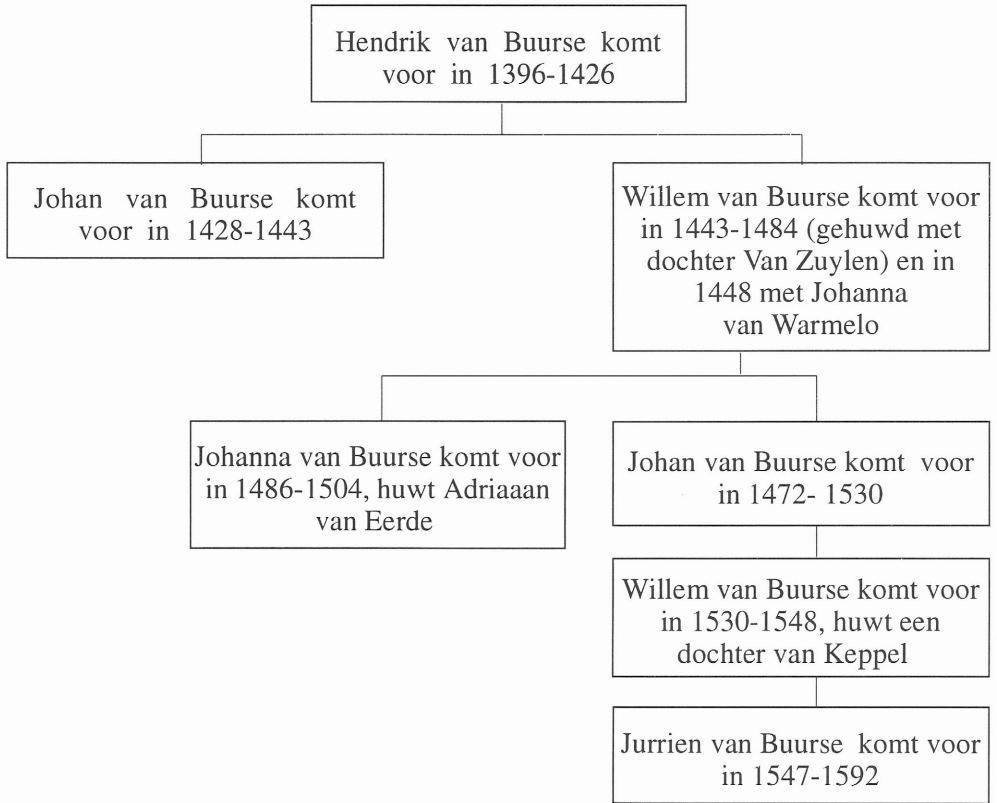 Hendrik van Buurse komt
voor in 1396-1426
Johan van Buurse komt
voor in 1428-1443
Willem van Buurse komt voor
in 1443-1484 (gehuwd met
dochter Van Zuylen) en in
1448 met Johanna
van Warmelo
Johanna van Buurse komt voor
in 1486-1504, huwt Adriaaan
van Eerde
Johan van Buurse komt voor
in 1472- 1530
Willem van Buurse komt voor
in 1530-1548, huwt een
dochter van Keppel
Jurrien van Buurse komt voor
in 1547-1592